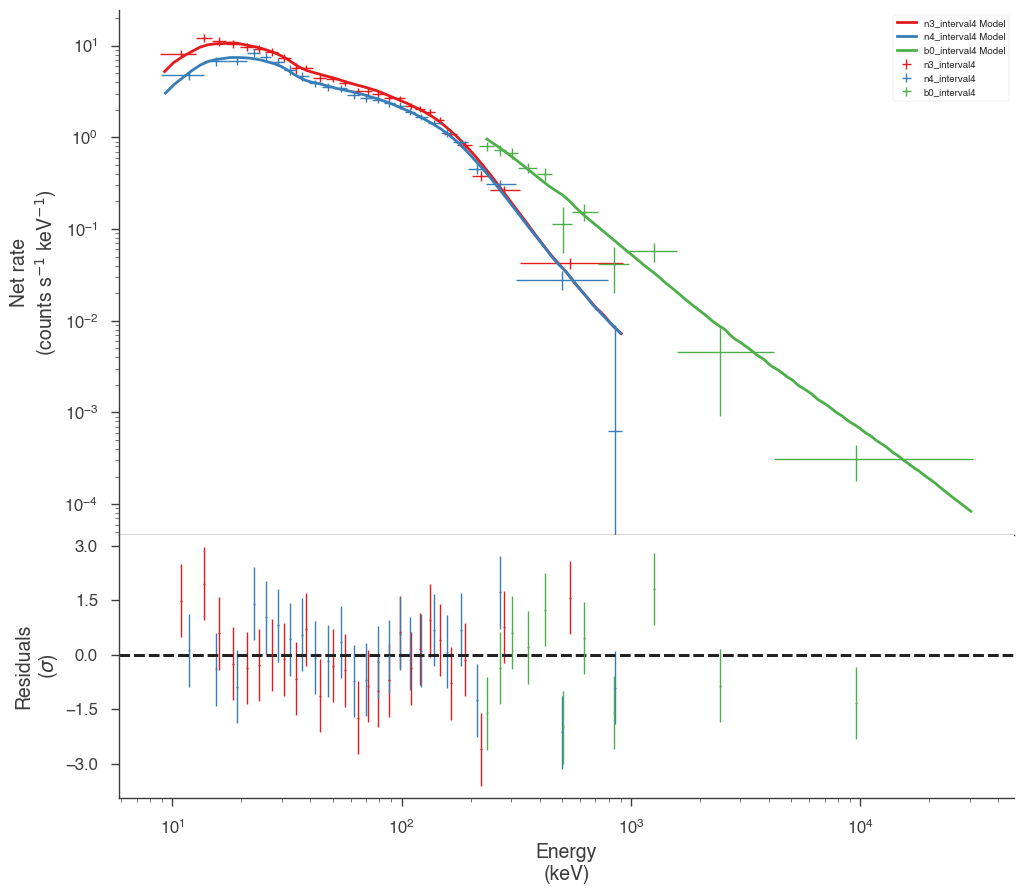 n3_interval4 Model
n4_interval4 Model
b0_interval4 Model
n3_interval4
n4_interval4
b0_interval4
Net rate
(counts s⁻¹ keV⁻¹)
10¹
10⁰
10⁻¹
10⁻²
10⁻³
10⁻⁴
Residuals
(σ)
3.0
1.5
0.0
−1.5
−3.0
10¹ 10² 10³ 10⁴
Energy
(keV)